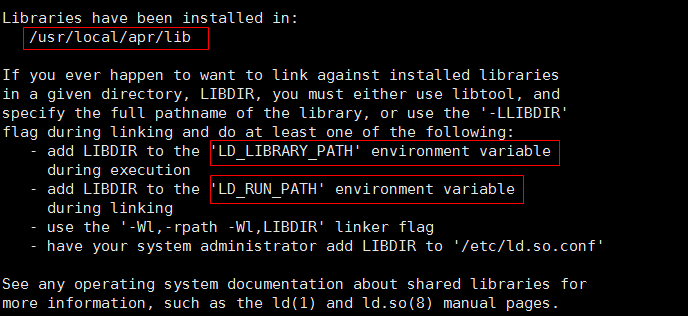 Libraries have been installed in:
/usr/local/apr/lib
If you ever happen to want to link against installed libraries
in a given directory, LIBDIR, you must either use libtool, and
specify the full pathname of the library, or use the '-LLIBDIR'
flag during linking and do at least one of the following:
- add LIBDIR to the 'LD_LIBRARY_PATH' environment variable
during execution
- add LIBDIR to the 'LD_RUN_PATH' environment variable
during linking
- use the '-Wl,-rpath -Wl,LIBDIR' linker flag
- have your system administrator add LIBDIR to '/etc/ld.so.conf'
See any operating system documentation about shared libraries for
more information, such as the ld(1) and ld.so(8) manual pages.